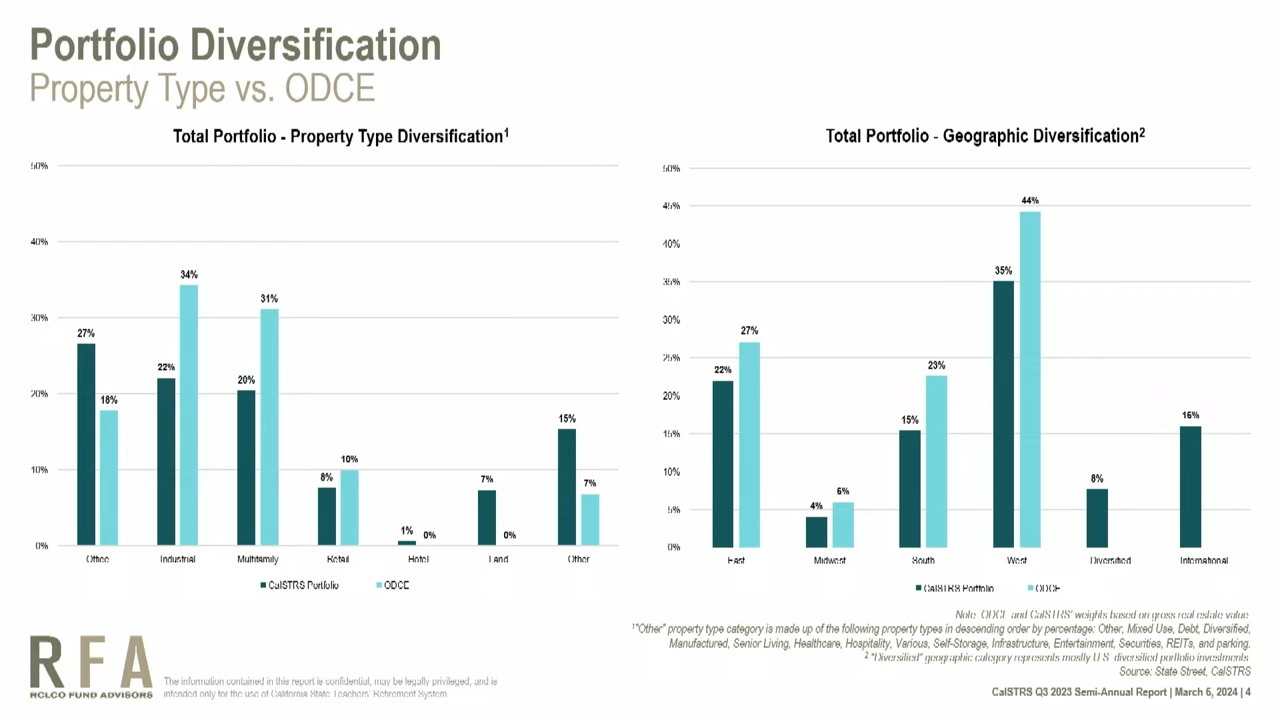 Portfolio Diversification
Property Type vs. ODCE
Total Portfolio - Property Type Diversification1
50%
40%
30%
20%
10%
0%
27%
18%
22%
34%
20%
31%
8%
10%
1%
0%
7%
0%
15%
7%
Office
Industrial
Multifamily
Retail
Hotel
Land
Other
CalSTRS Portfolio
ODCE
Total Portfolio - Geographic Diversification2
50%
45%
40%
35%
30%
25%
20%
15%
10%
5%
0%
22%
27%
4%
6%
15%
23%
35%
44%
8%
16%
East
Midwest
South
West
Diversified
International
CalSTRS Portfolio
ODCE
Note: ODCE and CalSTRS' weights based on gross real estate value
1"Other" property type category is made up of the following property types in descending order by percentage: Other, Mixed Use, Debt, Diversified,
Manufactured, Senior Living, Healthcare, Hospitality, Various, Self-Storage, Infrastructure, Entertainment, Securities, REITs, and parking.
2 "Diversified" geographic category represents mostly U.S. diversified portfolio investments
Source: State Street, CalSTRS
RFA
RCLCO FUND ADVISORS
The information contained in this report is confidential, may be legally privileged, and is
intended only for the use of California State Teachers' Retirement System
CalSTRS Q3 2023 Semi-Annual Report | March 6, 2024 | 4